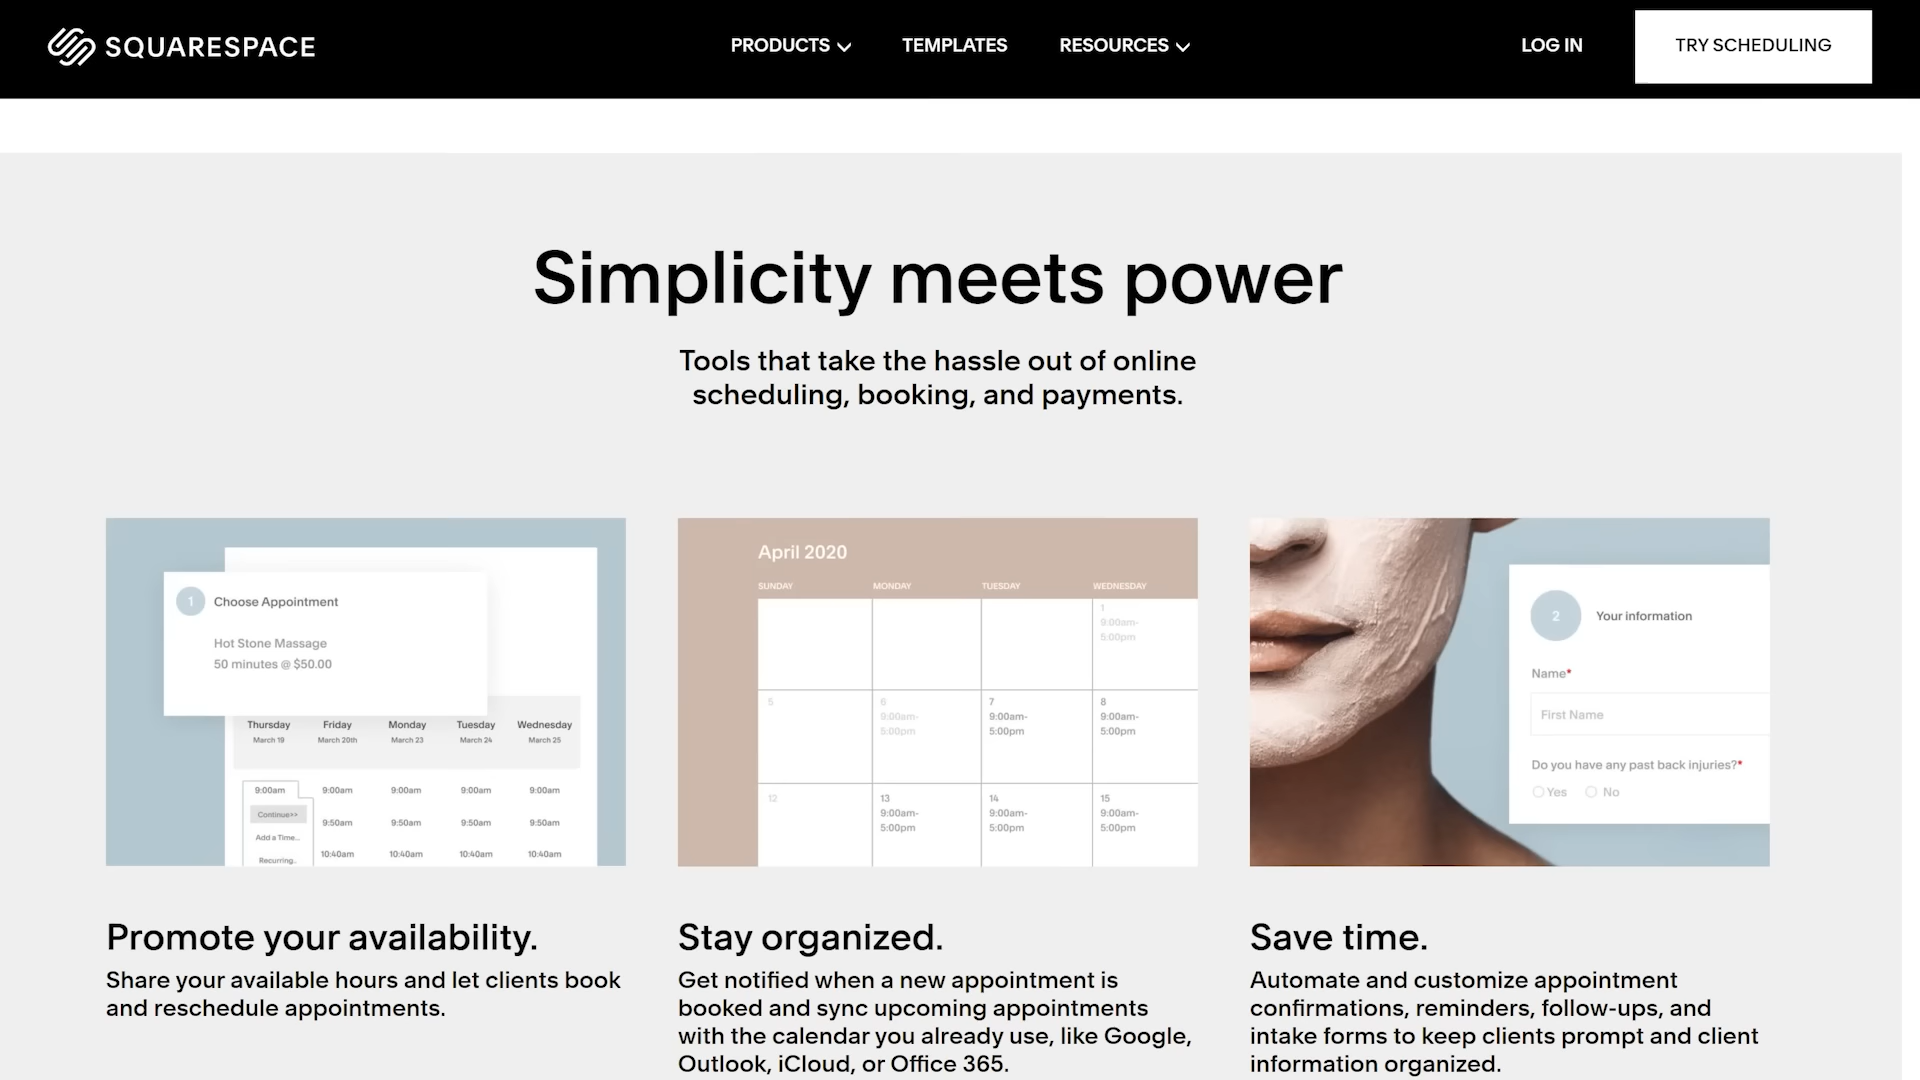 SQUARESPACE
PRODUCTS
TEMPLATES
RESOURCES
LOG IN
TRY SCHEDULING
Simplicity meets power
Tools that take the hassle out of online
scheduling, booking, and payments.
1
Choose Appointment
Hot Stone Massage
50 minutes @ $50.00
Thursday Friday Monday Tuesday Wednesday
March 19 March 20th March 23 March 24 March 25
9:00am 9:00am 9:00am 9:00am 9:00am
Continue>>
9:50am 9:50am 9:50am 9:50am
Add a Time...
10:40am 10:40am 10:40am 10:40am
Recurring..
April 2020
SUNDAY MONDAY TUESDAY WEDNESDAY
1
9:00am-
5:00pm
5 6 7 8
9:00am- 9:00am- 9:00am-
5:00pm 5:00pm 5:00pm
12 13 14 15
9:00am- 9:00am- 9:00am-
5:00pm 5:00pm 5:00pm
2
Your information
Name*
First Name
Do you have any past back injuries?*
Yes No
Promote your availability.
Share your available hours and let clients book
and reschedule appointments.
Stay organized.
Get notified when a new appointment is
booked and sync upcoming appointments
with the calendar you already use, like Google,
Outlook, iCloud, or Office 365.
Save time.
Automate and customize appointment
confirmations, reminders, follow-ups, and
intake forms to keep clients prompt and client
information organized.